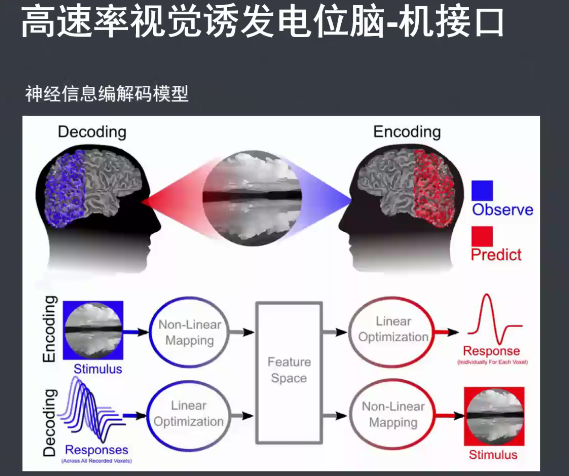 高速率视觉诱发电位脑-机接口
神经信息编解码模型
Decoding
Encoding
Observe
Predict
Encoding
Stimulus
Non-Linear
Mapping
Feature
Space
Linear
Optimization
Response
(Individually For Each Voxel)
Decoding
Responses
(Across All Recorded Voxels)
Linear
Optimization
Non-Linear
Mapping
Stimulus